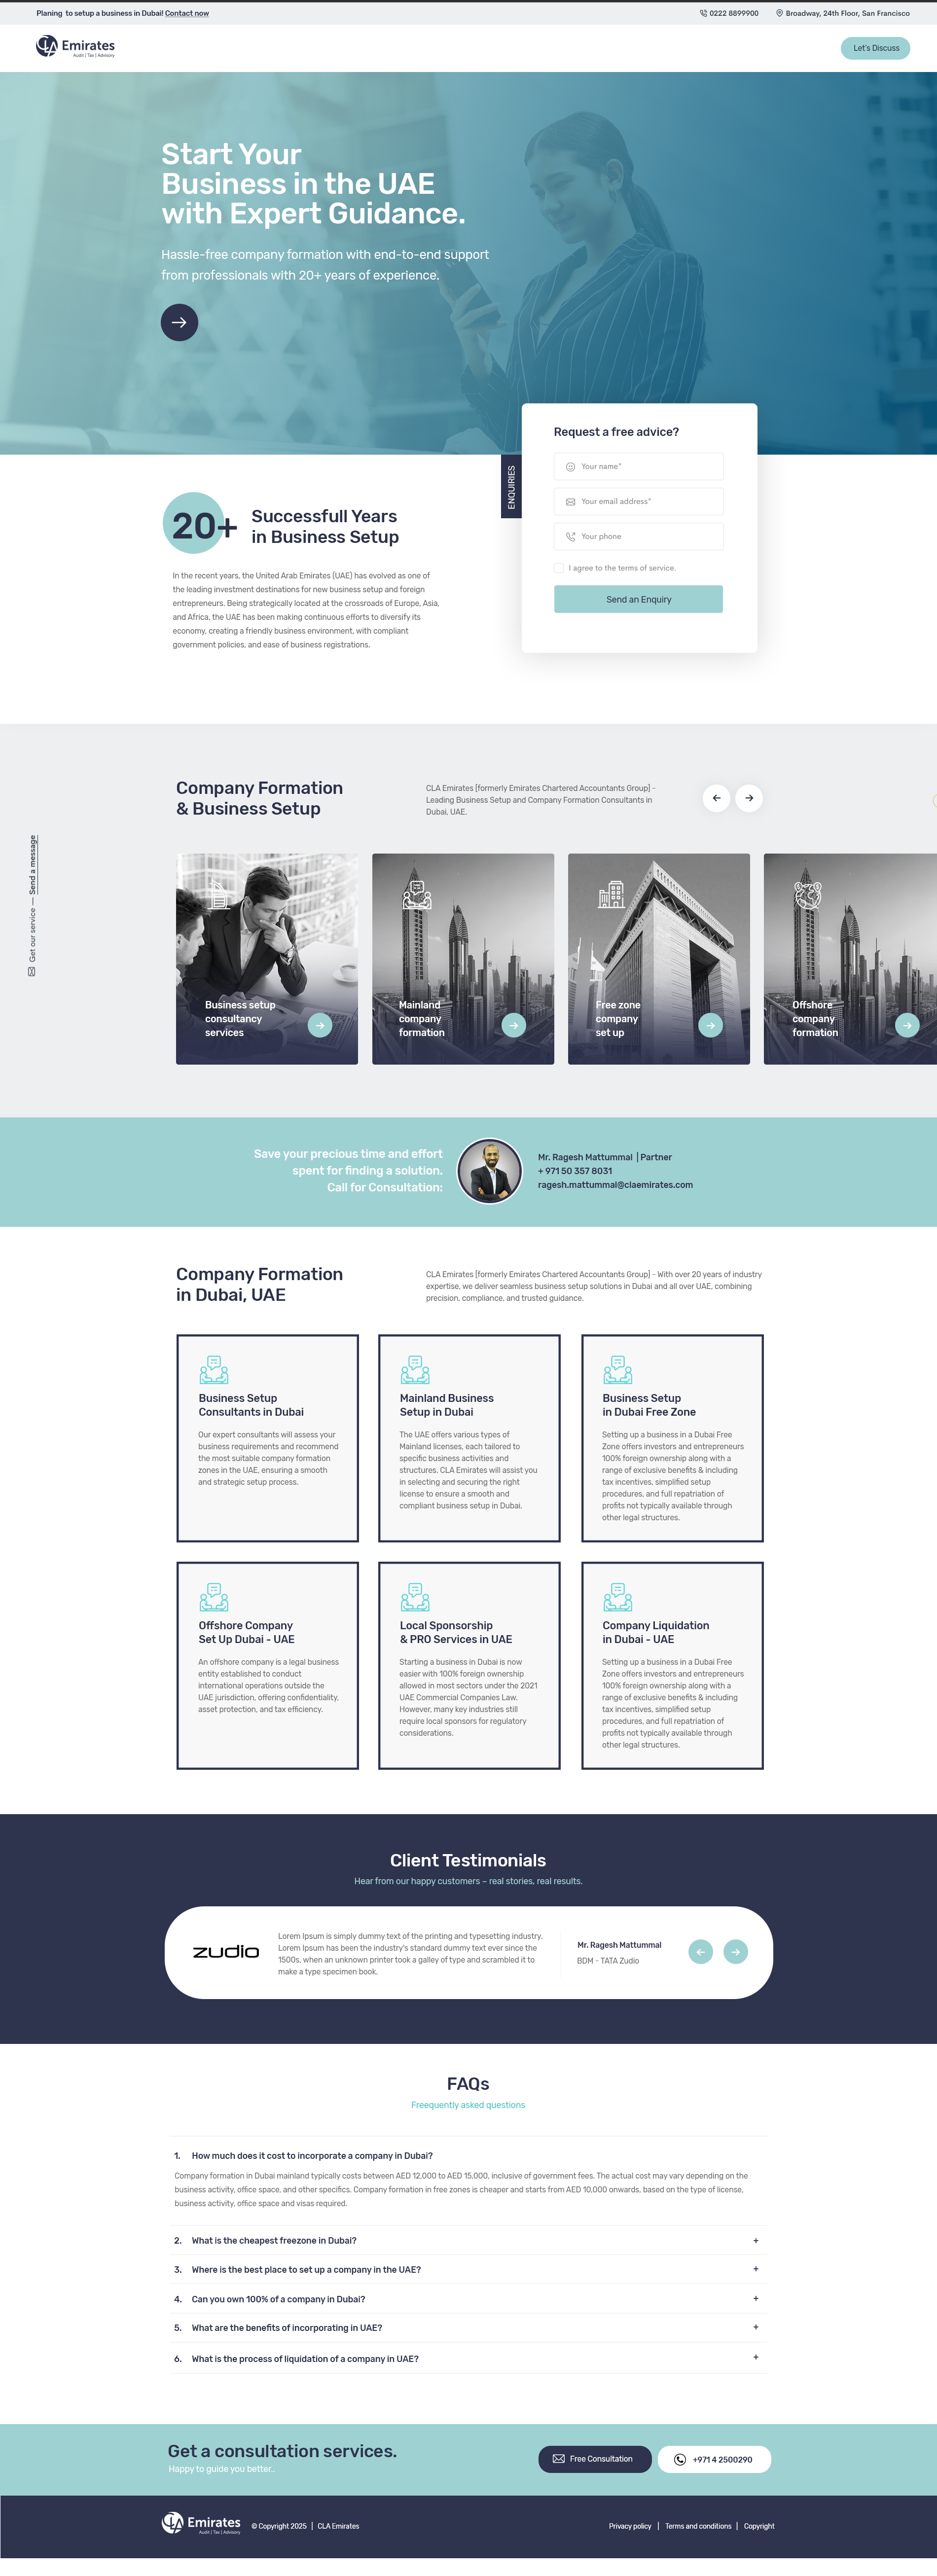 Planing to setup a business in Dubai! Contact now
0222 8899900
Broadway, 24th Floor, San Francisco
CLA Emirates
Audit | Tax | Advisory
Let's Discuss
Start Your
Business in the UAE
with Expert Guidance.
Hassle-free company formation with end-to-end support
from professionals with 20+ years of experience.
Request a free advice?
ENQUIRIES
Your name*
Your email address*
Your phone
I agree to the terms of service.
Send an Enquiry
20+
Successfull Years
in Business Setup
In the recent years, the United Arab Emirates (UAE) has evolved as one of
the leading investment destinations for new business setup and foreign
entrepreneurs. Being strategically located at the crossroads of Europe, Asia,
and Africa, the UAE has been making continuous efforts to diversify its
economy, creating a friendly business environment, with compliant
government policies, and ease of business registrations.
Get our service — Send a message
Company Formation
& Business Setup
CLA Emirates [formerly Emirates Chartered Accountants Group] -
Leading Business Setup and Company Formation Consultants in
Dubai, UAE.
Business setup
consultancy
services
Mainland
company
formation
Free zone
company
set up
Offshore
company
formation
Save your precious time and effort
spent for finding a solution.
Call for Consultation:
Mr. Ragesh Mattummal | Partner
+ 971 50 357 8031
ragesh.mattummal@claemirates.com
Company Formation
in Dubai, UAE
CLA Emirates [formerly Emirates Chartered Accountants Group] - With over 20 years of industry
expertise, we deliver seamless business setup solutions in Dubai and all over UAE, combining
precision, compliance, and trusted guidance.
Business Setup
Consultants in Dubai
Our expert consultants will assess your
business requirements and recommend
the most suitable company formation
zones in the UAE, ensuring a smooth
and strategic setup process.
Mainland Business
Setup in Dubai
The UAE offers various types of
Mainland licenses, each tailored to
specific business activities and
structures. CLA Emirates will assist you
in selecting and securing the right
license to ensure a smooth and
compliant business setup in Dubai.
Business Setup
in Dubai Free Zone
Setting up a business in a Dubai Free
Zone offers investors and entrepreneurs
100% foreign ownership along with a
range of exclusive benefits & including
tax incentives, simplified setup
procedures, and full repatriation of
profits not typically available through
other legal structures.
Offshore Company
Set Up Dubai - UAE
An offshore company is a legal business
entity established to conduct
international operations outside the
UAE jurisdiction, offering confidentiality,
asset protection, and tax efficiency.
Local Sponsorship
& PRO Services in UAE
Starting a business in Dubai is now
easier with 100% foreign ownership
allowed in most sectors under the 2021
UAE Commercial Companies Law.
However, many key industries still
require local sponsors for regulatory
considerations.
Company Liquidation
in Dubai - UAE
Setting up a business in a Dubai Free
Zone offers investors and entrepreneurs
100% foreign ownership along with a
range of exclusive benefits & including
tax incentives, simplified setup
procedures, and full repatriation of
profits not typically available through
other legal structures.
Client Testimonials
Hear from our happy customers – real stories, real results.
zudio
Lorem Ipsum is simply dummy text of the printing and typesetting industry.
Lorem Ipsum has been the industry's standard dummy text ever since the
1500s, when an unknown printer took a galley of type and scrambled it to
make a type specimen book.
Mr. Ragesh Mattummal
BDM - TATA Zudio
FAQs
Freequently asked questions
1. How much does it cost to incorporate a company in Dubai?
Company formation in Dubai mainland typically costs between AED 12,000 to AED 15,000, inclusive of government fees. The actual cost may vary depending on the
business activity, office space, and other specifics. Company formation in free zones is cheaper and starts from AED 10,000 onwards, based on the type of license,
business activity, office space and visas required.
2. What is the cheapest freezone in Dubai? +
3. Where is the best place to set up a company in the UAE? +
4. Can you own 100% of a company in Dubai? +
5. What are the benefits of incorporating in UAE? +
6. What is the process of liquidation of a company in UAE? +
Get a consultation services.
Happy to guide you better..
Free Consultation
+971 4 2500290
CLA Emirates
Audit | Tax | Advisory
© Copyright 2025 | CLA Emirates
Privacy policy | Terms and conditions | Copyright